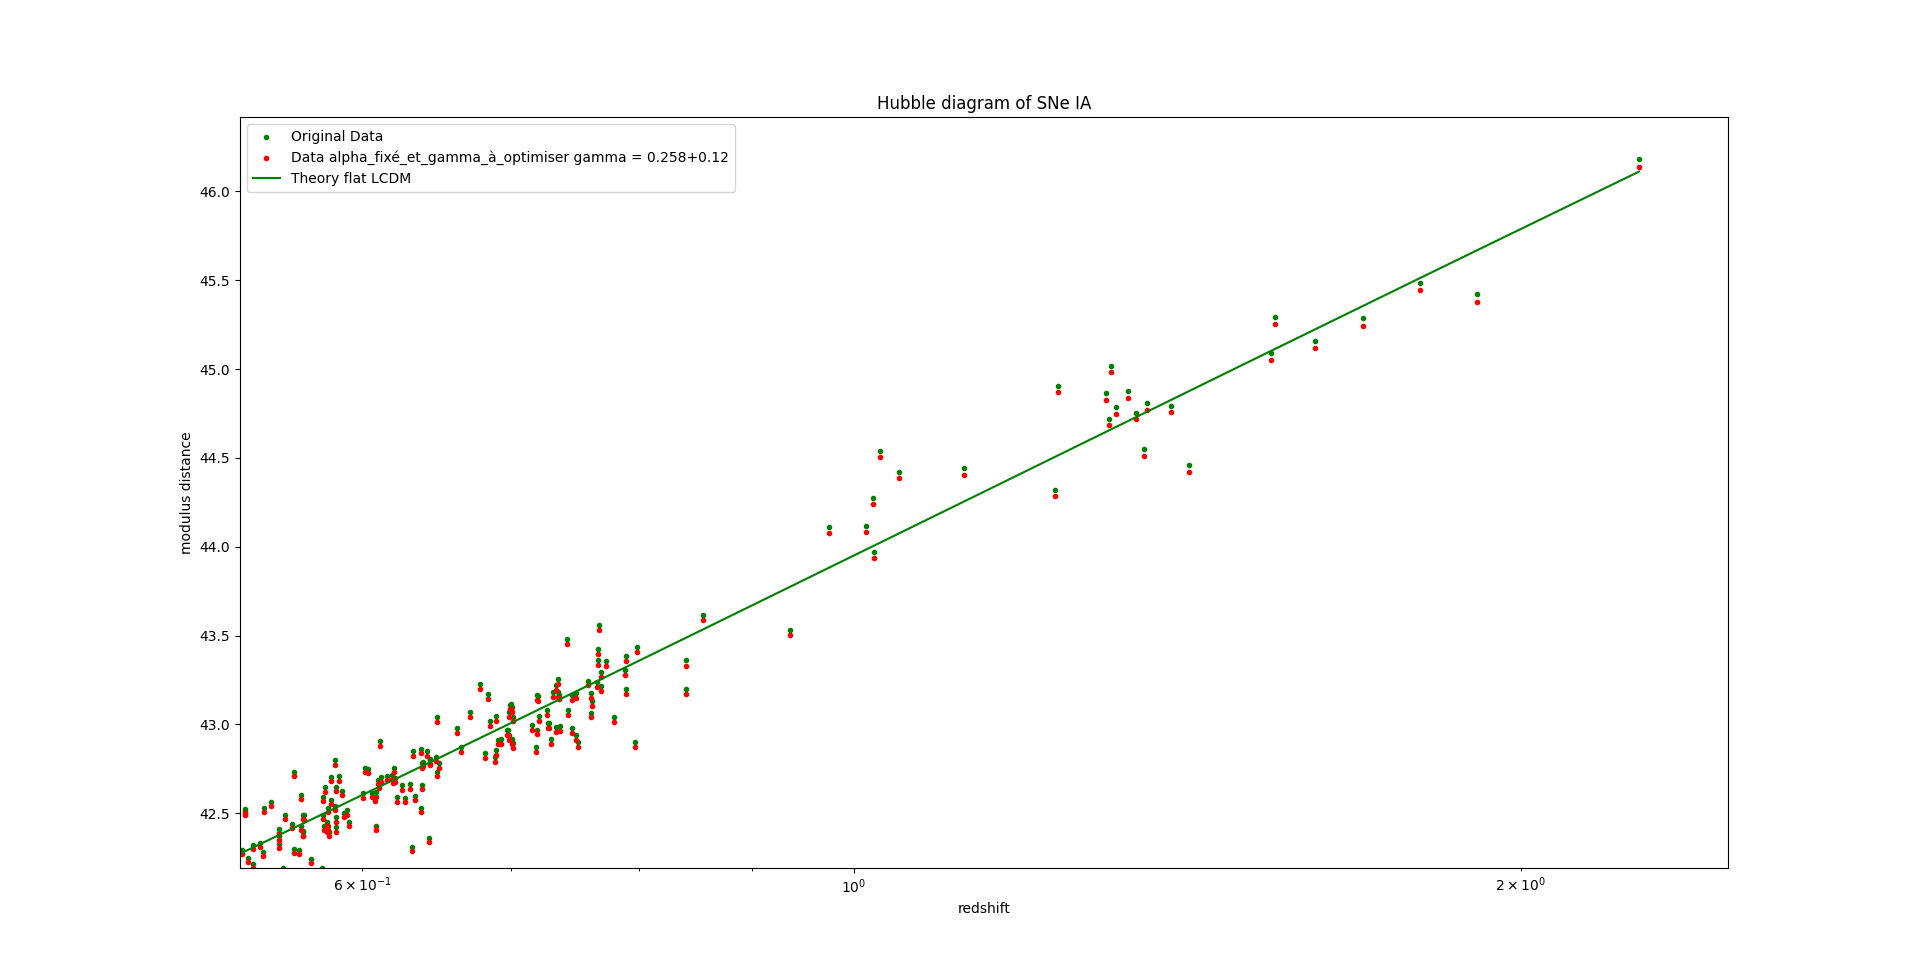 Hubble diagram of SNe IA
Original Data
Data alpha_fixé_et_gamma_à_optimiser gamma = 0.258+0.12
Theory flat LCDM
46.0
45.5
45.0
44.5
44.0
43.5
43.0
42.5
modulus distance
6 × 10⁻¹
10⁰
2 × 10⁰
redshift